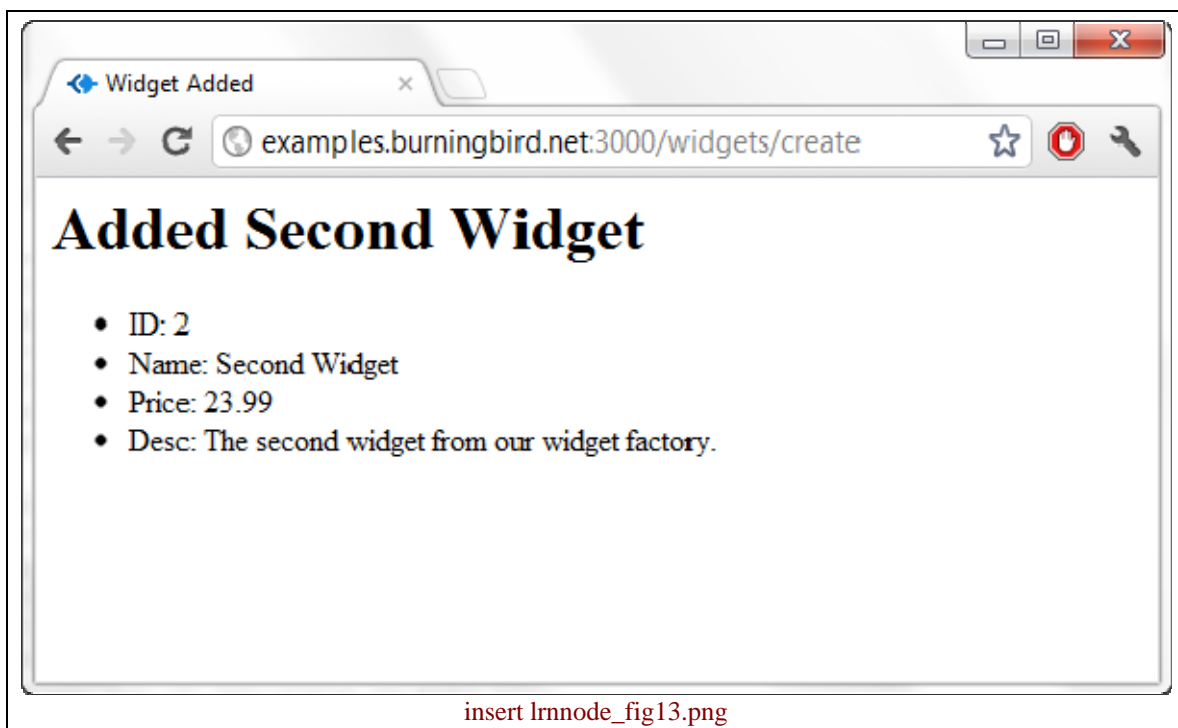 Widget Added
examples.burningbird.net:3000/widgets/create
Added Second Widget
• ID: 2
• Name: Second Widget
• Price: 23.99
• Desc: The second widget from our widget factory.
insert lrnnode_fig13.png